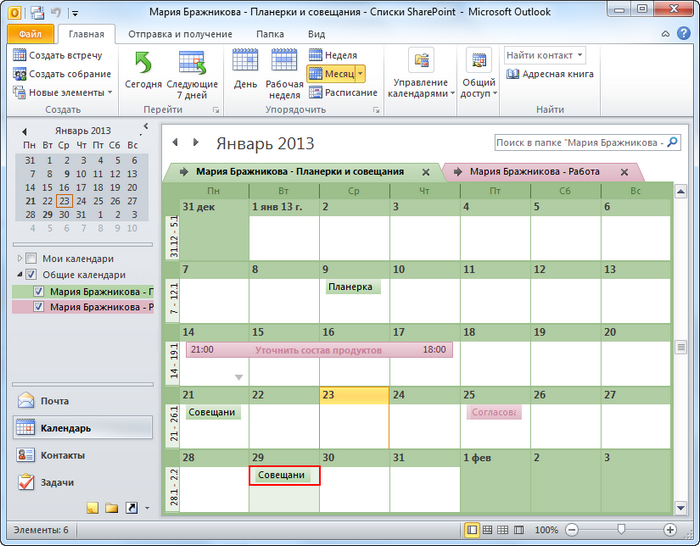 Мария Бражникова - Планерки и совещания - Списки SharePoint - Microsoft Outlook
Файл Главная Отправка и получение Папка Вид
Создать встречу
Создать собрание
Новые элементы
Создать
Сегодня
Следующие 7 дней
Перейти
День
Рабочая неделя
Неделя
Месяц
Расписание
Упорядочить
Управление календарями
Общий доступ
Найти контакт
Адресная книга
Найти
Январь 2013
Пн Вт Ср Чт Пт Сб Вс
31 1 2 3 4 5 6
7 8 9 10 11 12 13
14 15 16 17 18 19 20
21 22 23 24 25 26 27
28 29 30 31 1 2 3
4 5 6 7 8 9 10
Мои календари
Общие календари
Мария Бражникова - П
Мария Бражникова - Р
Почта
Календарь
Контакты
Задачи
Январь 2013
Поиск в папке "Мария Бражникова -
Мария Бражникова - Планерки и совещания
Мария Бражникова - Работа
Пн Вт Ср Чт Пт Сб Вс
31.12 - 5.1
31 дек 1 янв 13 г. 2 3 4 5 6
7 - 12.1
7 8 9 10 11 12 13
Планерка
14 - 19.1
14 15 16 17 18 19 20
21:00 Уточнить состав продуктов 18:00
21 - 26.1
21 22 23 24 25 26 27
Совещани Согласова
28.1 - 2.2
28 29 30 31 1 фев 2 3
Совещани
Элементы: 6
100%